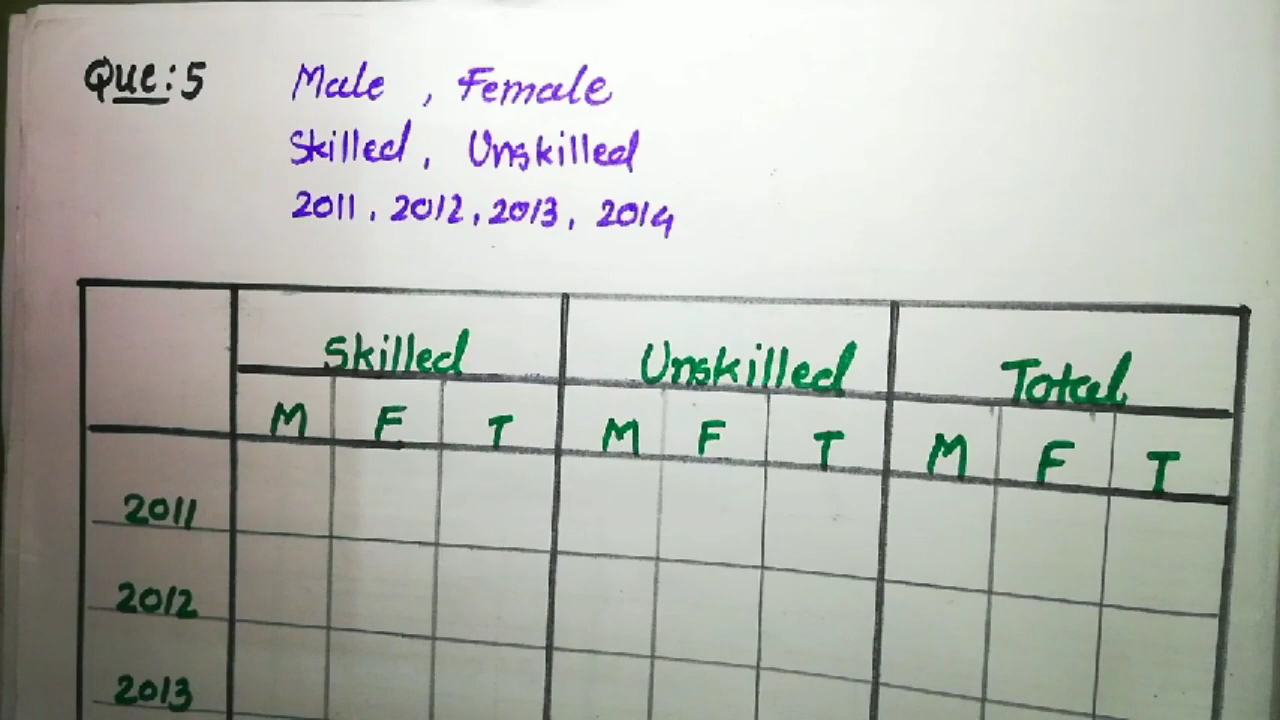 Que:5 Male, Female
Skilled, Unskilled
2011, 2012, 2013, 2014
Skilled Unskilled Total
M F T M F T M F T
2011
2012
2013